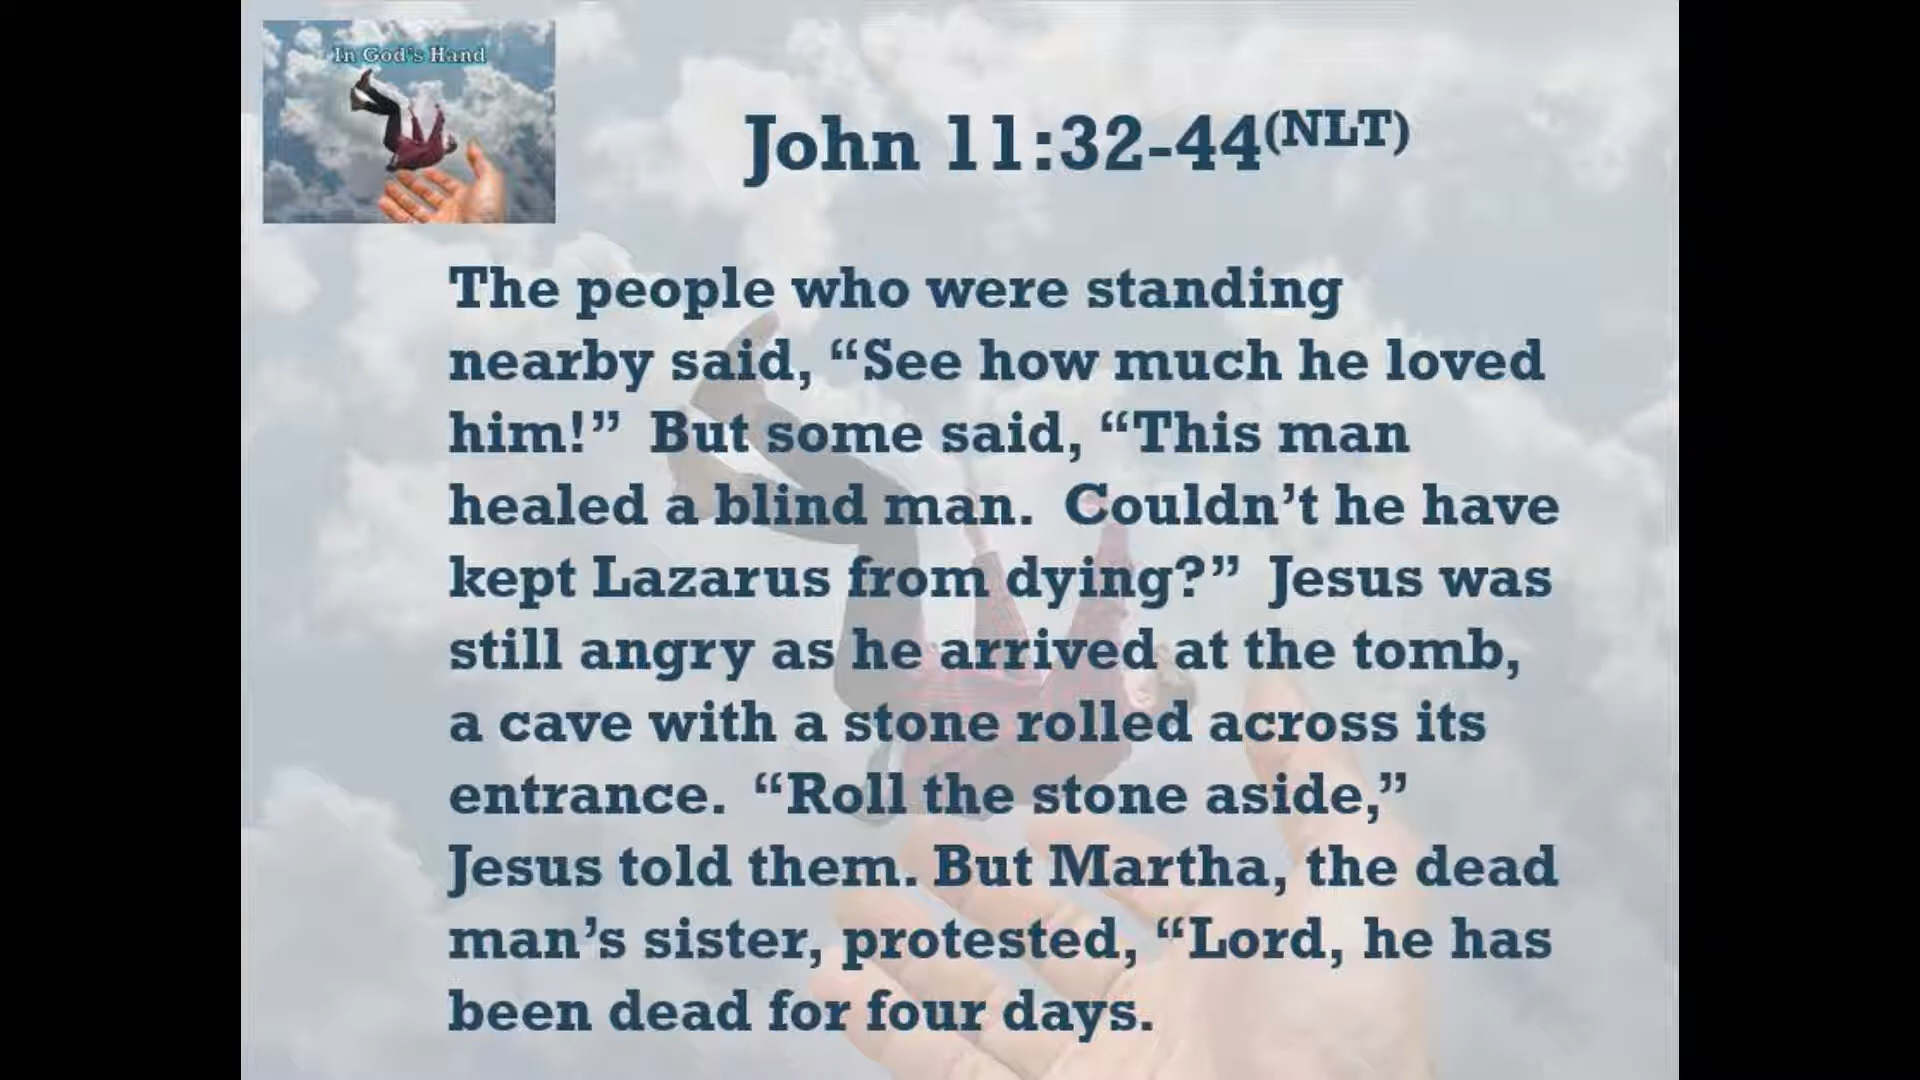 In God's Hand
John 11:32-44(NLT)
The people who were standing
nearby said, “See how much he loved
him!”  But some said, “This man
healed a blind man.  Couldn’t he have
kept Lazarus from dying?”  Jesus was
still angry as he arrived at the tomb,
a cave with a stone rolled across its
entrance.  “Roll the stone aside,”
Jesus told them. But Martha, the dead
man’s sister, protested, “Lord, he has
been dead for four days.